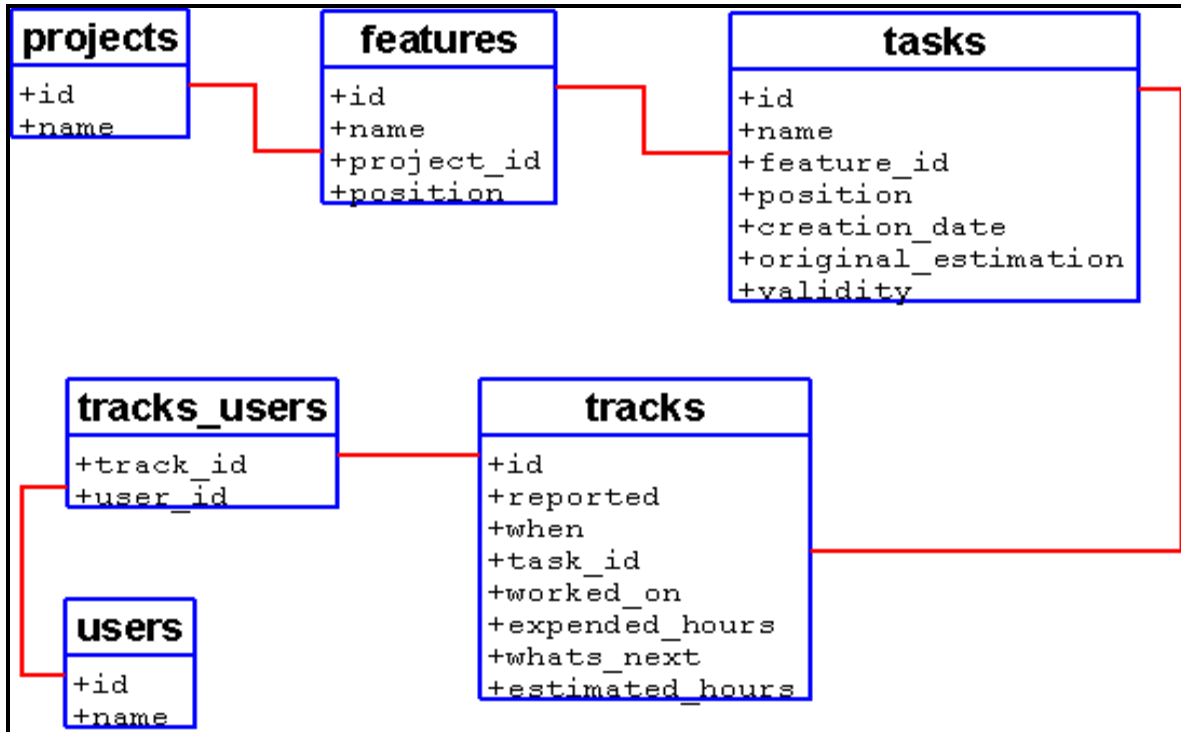 projects
+id
+name
features
+id
+name
+project_id
+position
tasks
+id
+name
+feature_id
+position
+creation_date
+original_estimation
+validity
tracks_users
+track_id
+user_id
tracks
+id
+reported
+when
+task_id
+worked_on
+expended_hours
+whats_next
+estimated_hours
users
+id
+name